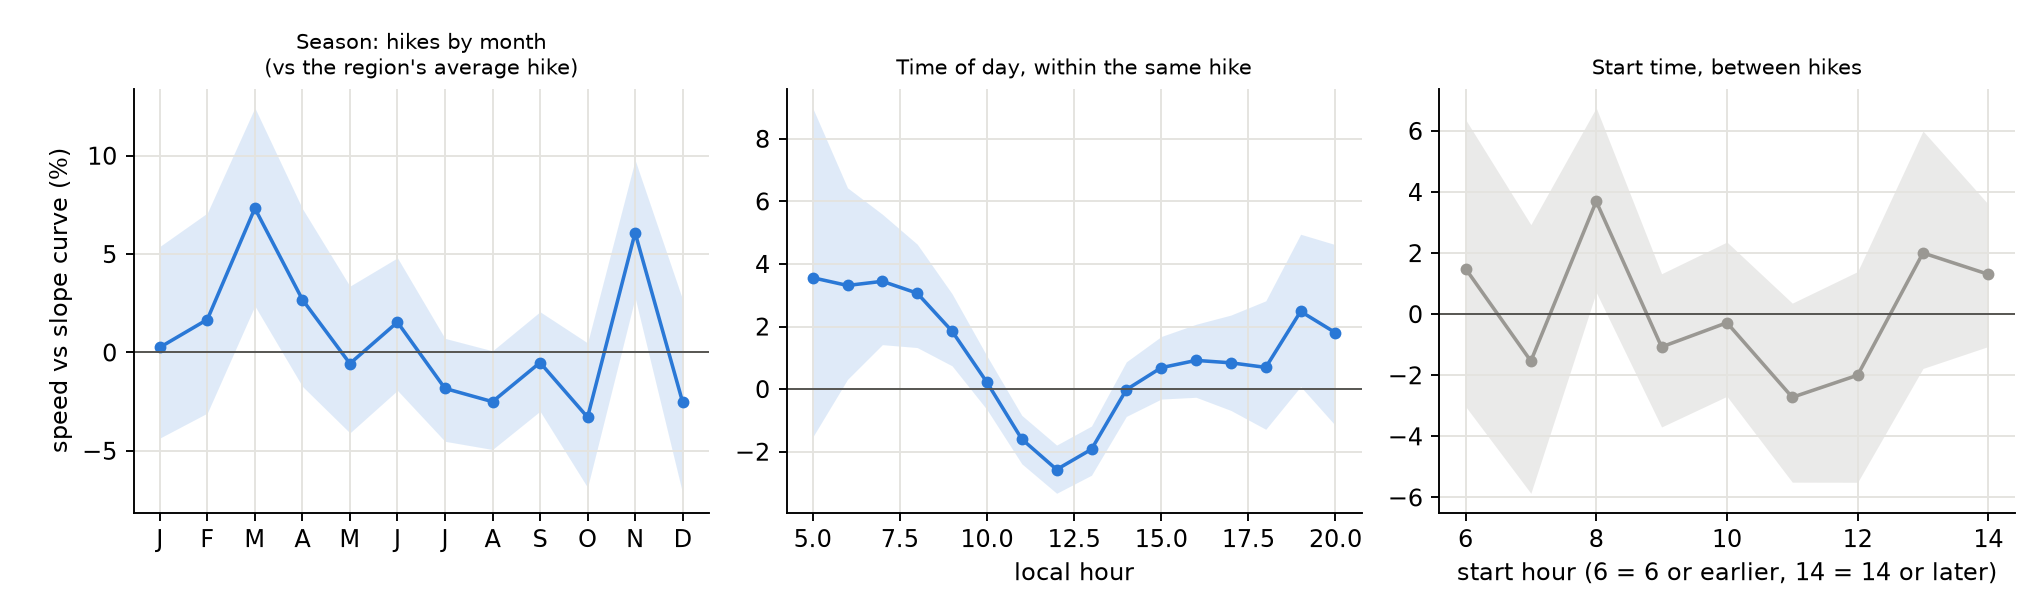 Season: hikes by month
(vs the region's average hike)
speed vs slope curve (%)
10
5
0
−5
J F M A M J J A S O N D
Time of day, within the same hike
8
6
4
2
0
−2
5.0 7.5 10.0 12.5 15.0 17.5 20.0
local hour
Start time, between hikes
6
4
2
0
−2
−4
−6
6 8 10 12 14
start hour (6 = 6 or earlier, 14 = 14 or later)